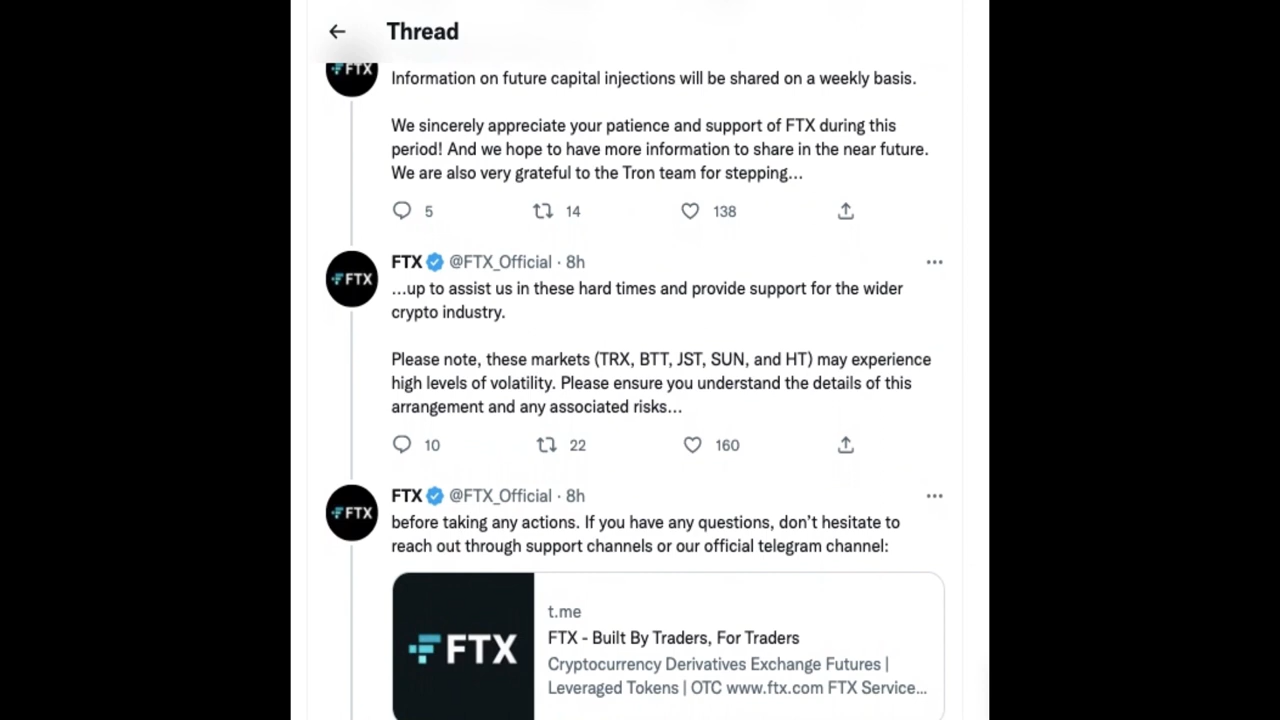 Thread
FTX
Information on future capital injections will be shared on a weekly basis.
We sincerely appreciate your patience and support of FTX during this
period! And we hope to have more information to share in the near future.
We are also very grateful to the Tron team for stepping...
5 14 138
FTX
FTX @FTX_Official · 8h
...up to assist us in these hard times and provide support for the wider
crypto industry.
Please note, these markets (TRX, BTT, JST, SUN, and HT) may experience
high levels of volatility. Please ensure you understand the details of this
arrangement and any associated risks...
10 22 160
FTX
FTX @FTX_Official · 8h
before taking any actions. If you have any questions, don't hesitate to
reach out through support channels or our official telegram channel:
FTX
t.me
FTX - Built By Traders, For Traders
Cryptocurrency Derivatives Exchange Futures |
Leveraged Tokens | OTC www.ftx.com FTX Service...